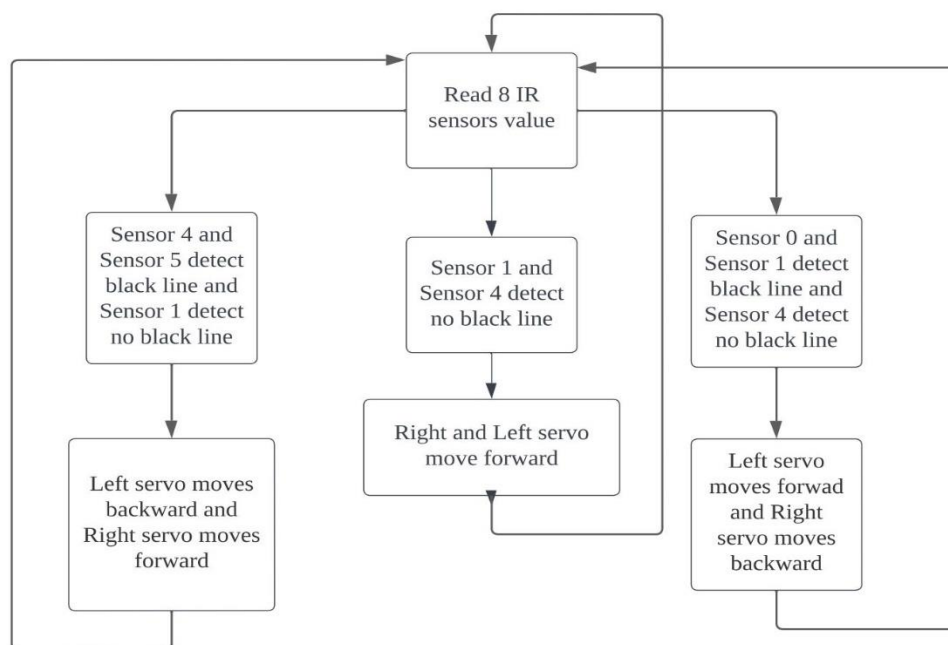 Read 8 IR
sensors value
Sensor 4 and
Sensor 5 detect
black line and
Sensor 1 detect
no black line
Sensor 1 and
Sensor 4 detect
no black line
Sensor 0 and
Sensor 1 detect
black line and
Sensor 4 detect
no black line
Left servo moves
backward and
Right servo moves
forward
Right and Left servo
move forward
Left servo
moves forwad
and Right
servo moves
backward